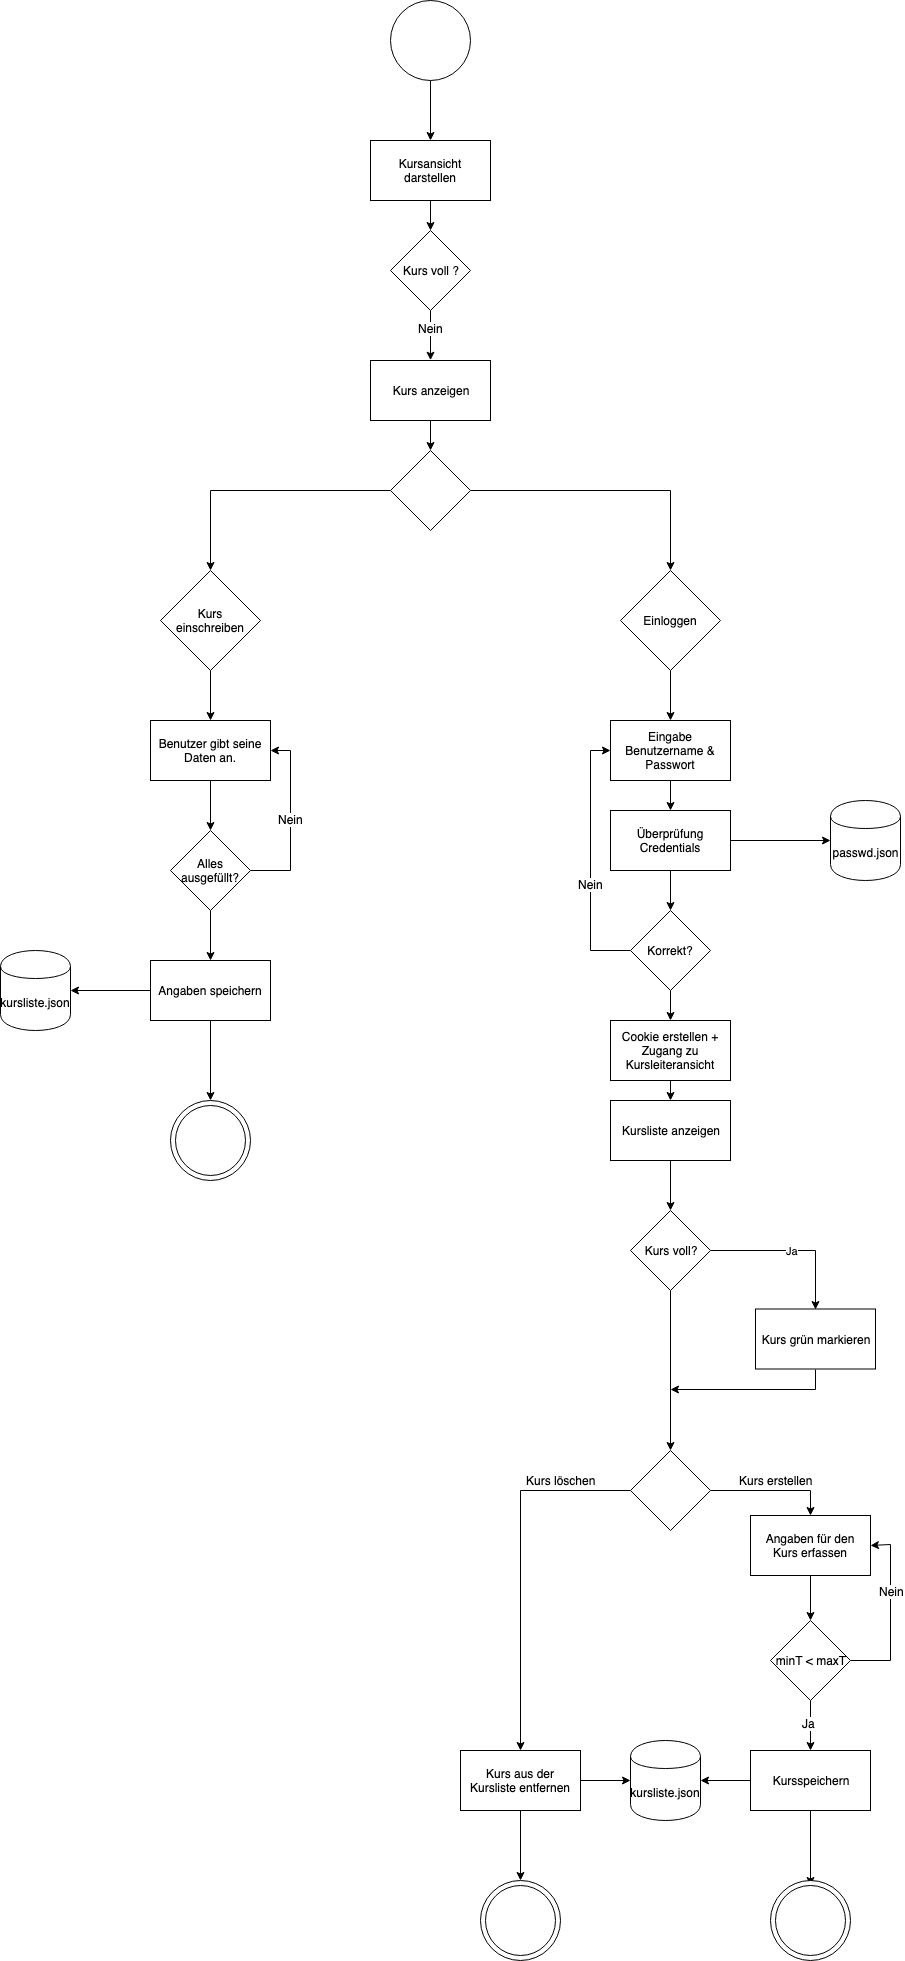 Kursansicht
darstellen
Kurs voll ?
Nein
Kurs anzeigen
Kurs
einschreiben
Einloggen
Benutzer gibt seine
Daten an.
Nein
Alles
ausgefüllt?
Angaben speichern
kursliste.json
Eingabe
Benutzername &
Passwort
Überprüfung
Credentials
passwd.json
Nein
Korrekt?
Cookie erstellen +
Zugang zu
Kursleiteransicht
Kursliste anzeigen
Kurs voll?
Ja
Kurs grün markieren
Kurs löschen
Kurs erstellen
Angaben für den
Kurs erfassen
Nein
minT < maxT
Ja
Kurs aus der
Kursliste entfernen
kursliste.json
Kursspeichern